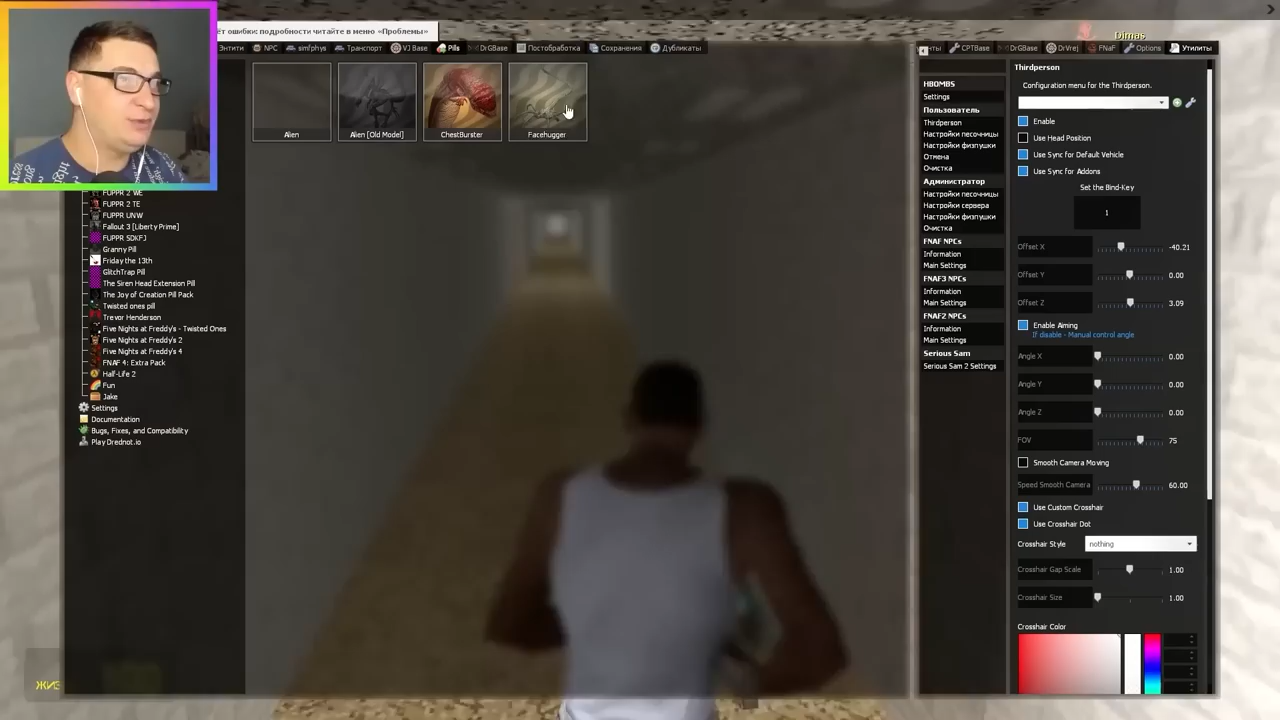 ёт ошибки: подробности читайте в меню «Проблемы»
Dimas
нтити NPC simfphys Транспорт VJ Base Pills DrGBase Постобработка Сохранения Дубликаты
нты CPTBase DrGBase DrVrej FNaF Options Утилиты
Alien
Alien [Old Model]
ChestBurster
Facehugger
FUPPR 2 WE
FUPPR 2 TE
FUPPR UNW
Fallout 3 [Liberty Prime]
FUPPR SDKFJ
Granny Pill
Friday the 13th
GlitchTrap Pill
The Siren Head Extension Pill
The Joy of Creation Pill Pack
Twisted ones pill
Trevor Henderson
Five Nights at Freddy's - Twisted Ones
Five Nights at Freddy's 2
Five Nights at Freddy's 4
FNAF 4: Extra Pack
Half-Life 2
Fun
Jake
Settings
Documentation
Bugs, Fixes, and Compatibility
Play Drednot.io
ЖИЗ
HBOMBS
Settings
Пользователь
Thirdperson
Настройки песочницы
Настройки физпушки
Отмена
Очистка
Администратор
Настройки песочницы
Настройки сервера
Настройки физпушки
Очистка
FNAF NPCs
Information
Main Settings
FNAF3 NPCs
Information
Main Settings
FNAF2 NPCs
Information
Main Settings
Serious Sam
Serious Sam 2 Settings
Thirdperson
Configuration menu for the Thirdperson.
Enable
Use Head Position
Use Sync for Default Vehicle
Use Sync for Addons
Set the Bind-Key
1
Offset X -40.21
Offset Y 0.00
Offset Z 3.09
Enable Aiming
If disable - Manual control angle
Angle X 0.00
Angle Y 0.00
Angle Z 0.00
FOV 75
Smooth Camera Moving
Speed Smooth Camera 60.00
Use Custom Crosshair
Use Crosshair Dot
Crosshair Style nothing
Crosshair Gap Scale 1.00
Crosshair Size 1.00
Crosshair Color